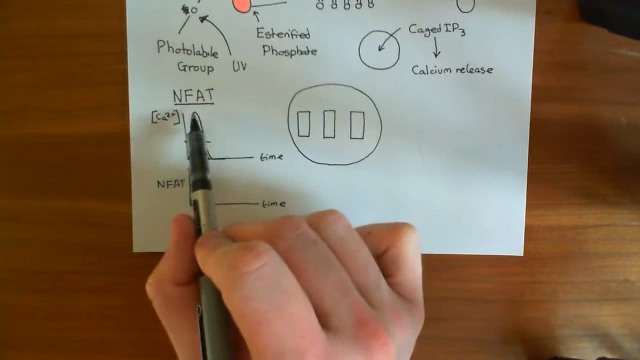 Photolabile
Group
UV
Esterified
Phosphate
Caged IP₃
Calcium release
NFAT
[Ca²⁺]
time
NFAT
time